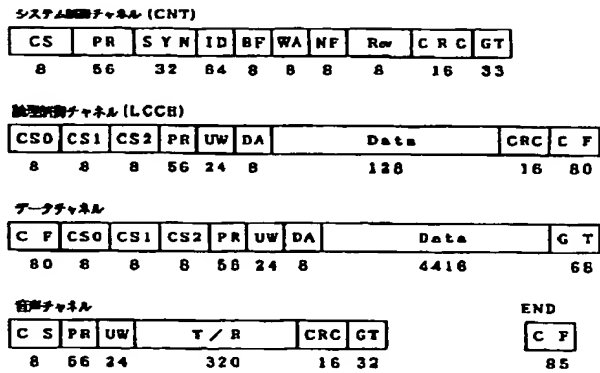 システム制御チャネル (CNT)
CS PR SYN ID BF WA NF Rev CRC GT
8 56 32 64 8 8 8 8 16 33
論理制御チャネル (LCCH)
CS0 CS1 CS2 PR UW DA Data CRC C F
8 8 8 56 24 8 128 16 80
データチャネル
C F CS0 CS1 CS2 PR UW DA Data G T
80 8 8 8 56 24 8 4416 68
音声チャネル
C S PR UW T / R CRC GT
8 56 24 320 16 32
END
C F
85